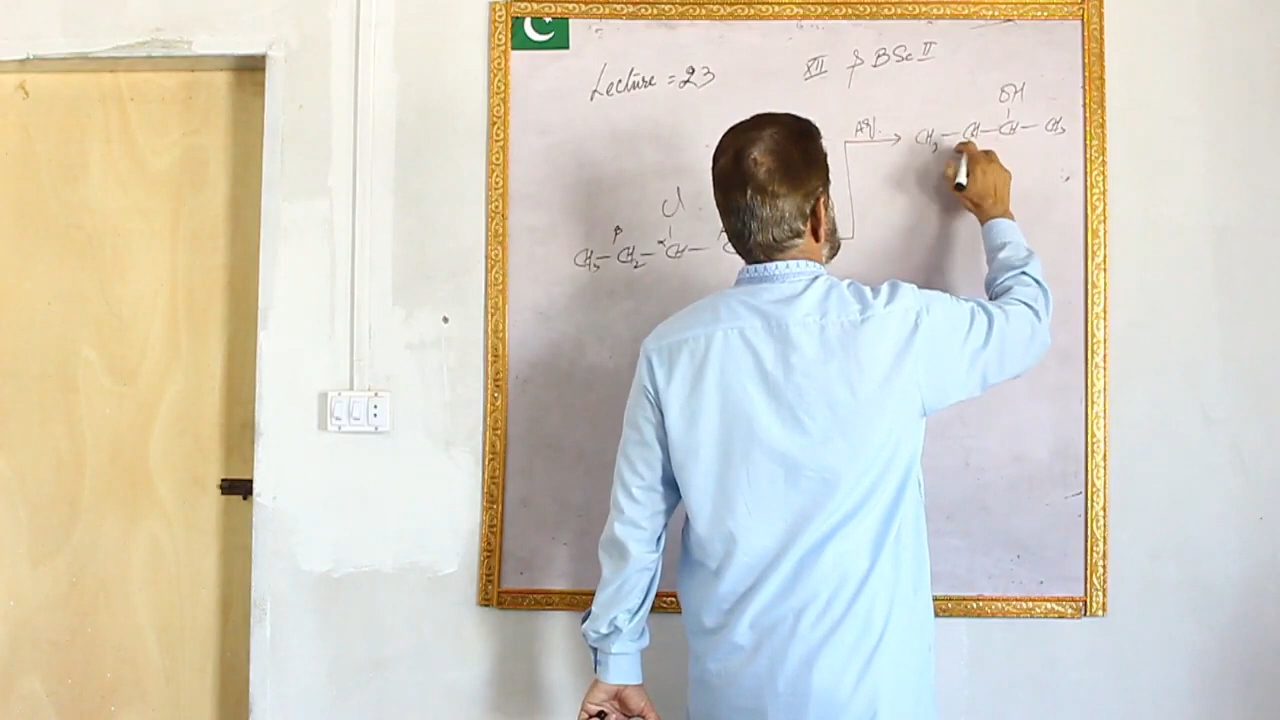 Lecture = 23
XII & BSc II
OH
Aq.
CH₃ — CH — CH — CH₃
Cl
β
α
CH₃ — CH₂ — CH —